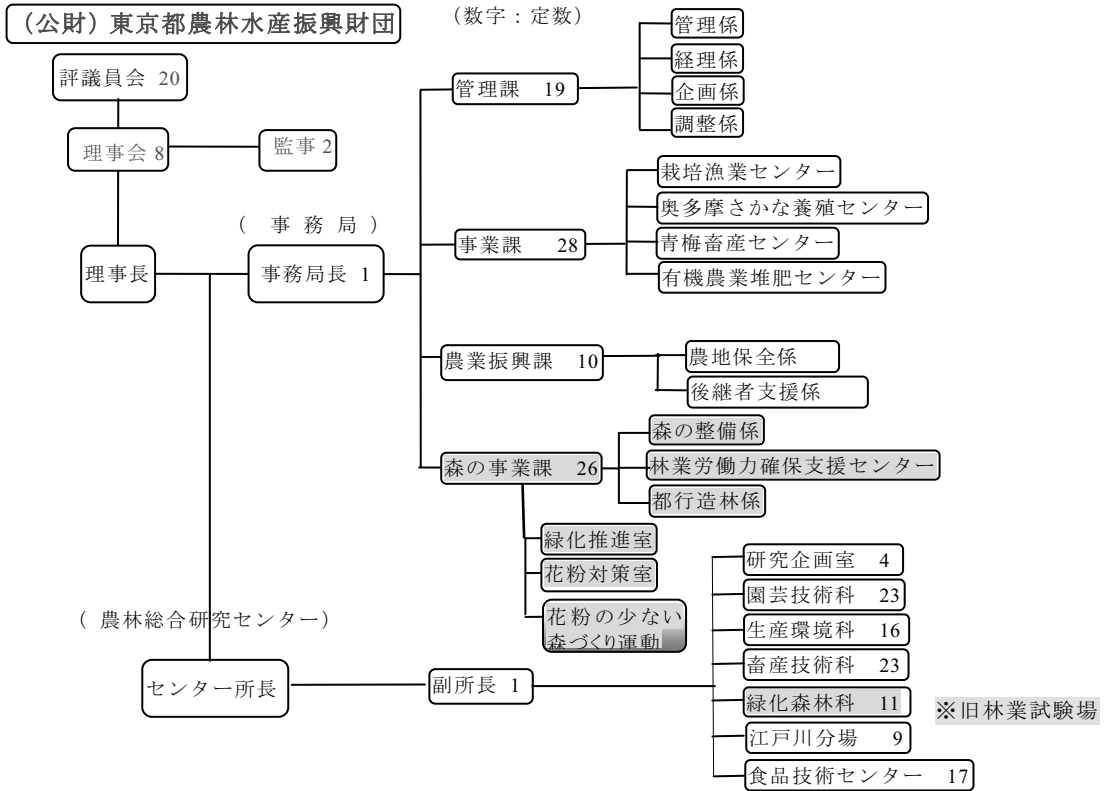 （公財）東京都農林水産振興財団
（数字：定数）
評議員会 20
理事会 8
監事 2
理事長
（ 事 務 局 ）
事務局長 1
管理課 19
管理係
経理係
企画係
調整係
事業課 28
栽培漁業センター
奥多摩さかな養殖センター
青梅畜産センター
有機農業堆肥センター
農業振興課 10
農地保全係
後継者支援係
森の事業課 26
森の整備係
林業労働力確保支援センター
都行造林係
緑化推進室
花粉対策室
花粉の少ない
森づくり運動
（ 農林総合研究センター）
センター所長
副所長 1
研究企画室 4
園芸技術科 23
生産環境科 16
畜産技術科 23
緑化森林科 11
※旧林業試験場
江戸川分場 9
食品技術センター 17